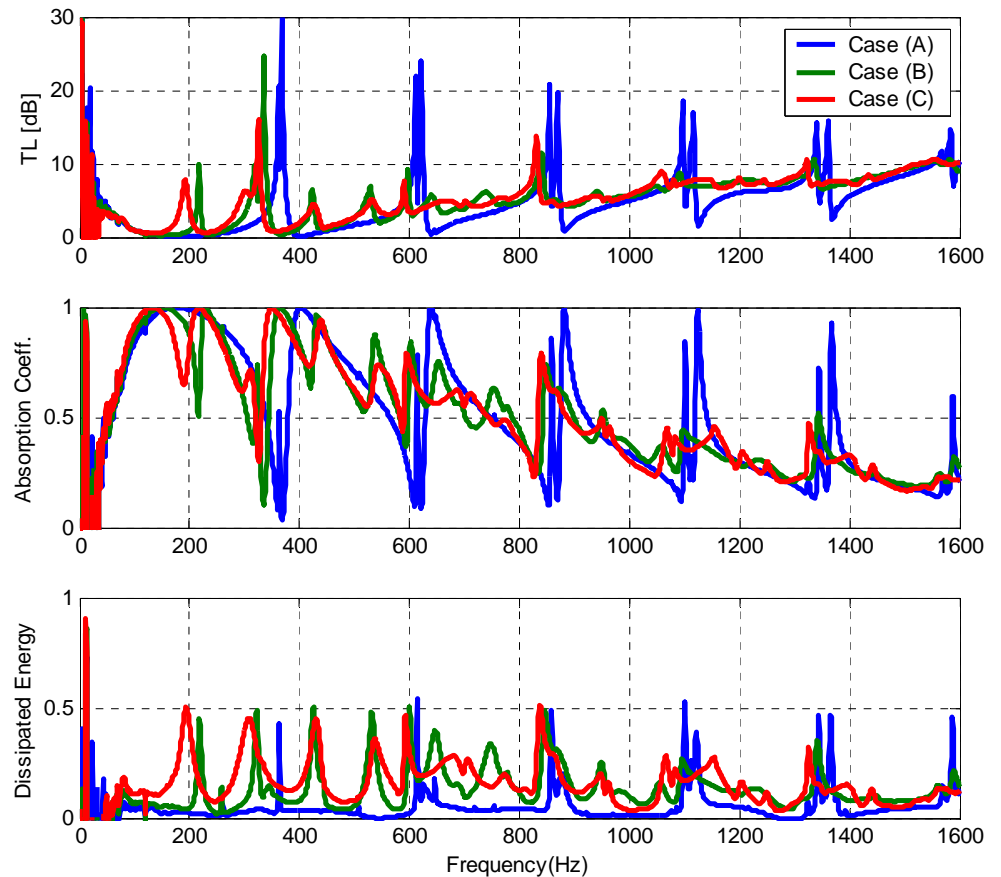 TL [dB]
30
20
10
0
0 200 400 600 800 1000 1200 1400 1600
Case (A)
Case (B)
Case (C)
Absorption Coeff.
1
0.5
0
0 200 400 600 800 1000 1200 1400 1600
Dissipated Energy
1
0.5
0
0 200 400 600 800 1000 1200 1400 1600
Frequency(Hz)